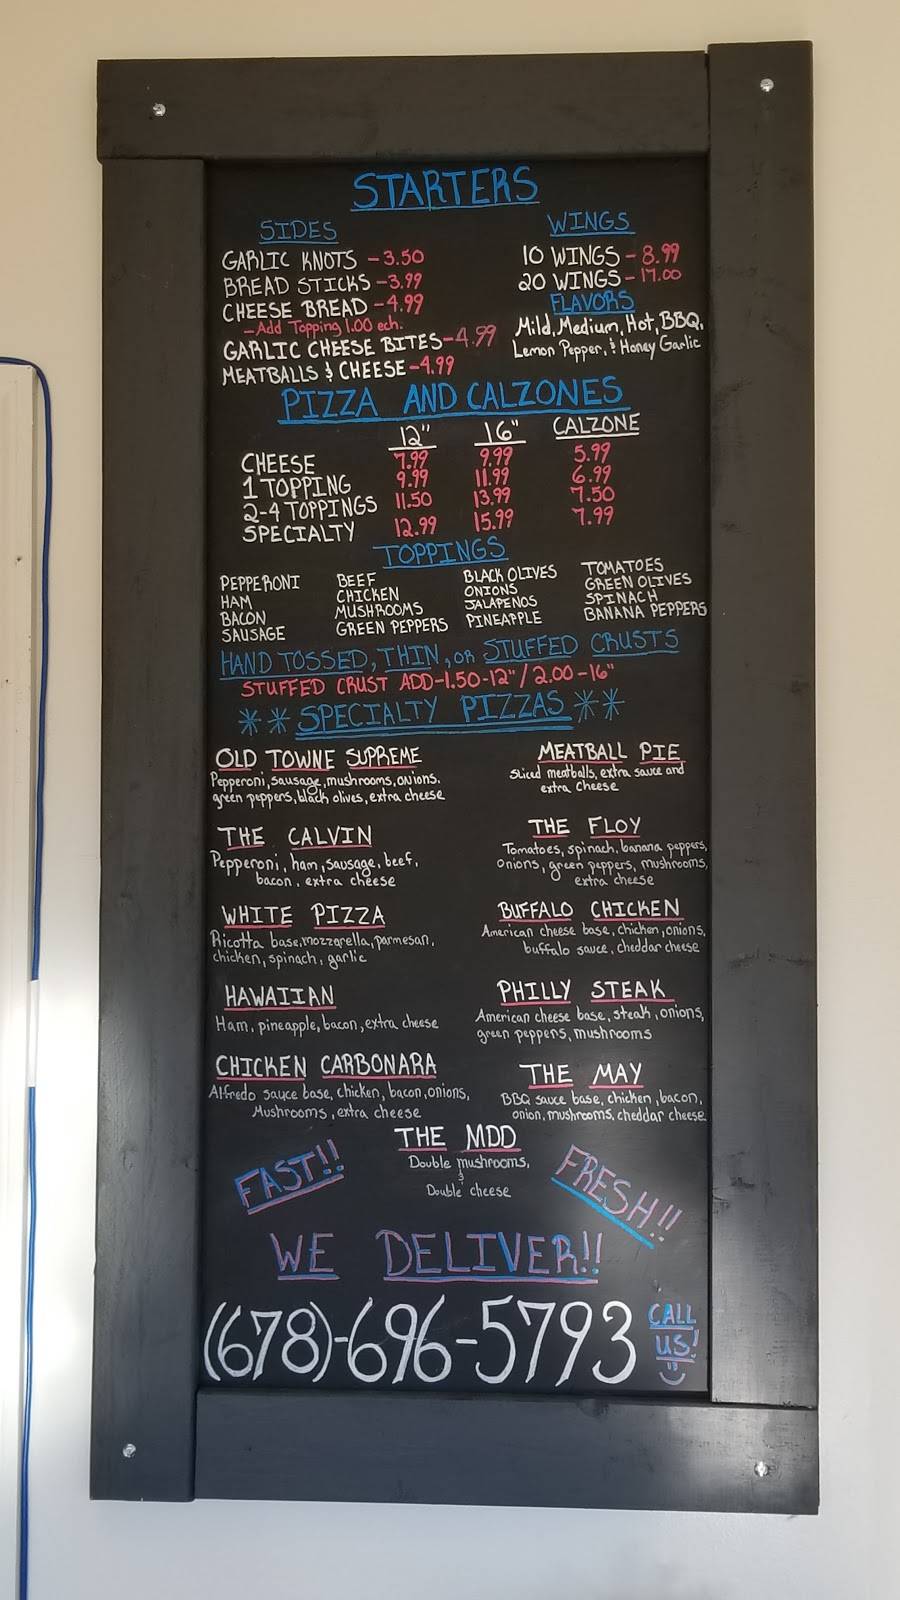 STARTERS
SIDES
GARLIC KNOTS - 3.50
BREAD STICKS - 3.99
CHEESE BREAD - 4.99
- Add Topping 1.00 ech.
GARLIC CHEESE BITES - 4.99
MEATBALLS & CHEESE - 4.99
WINGS
10 WINGS - 8.99
20 WINGS - 17.00
FLAVORS
Mild, Medium, Hot, BBQ,
Lemon Pepper, & Honey Garlic
PIZZA AND CALZONES
12" 16" CALZONE
CHEESE 7.99 9.99 5.99
1 TOPPING 9.99 11.99 6.99
2-4 TOPPINGS 11.50 13.99 7.50
SPECIALTY 12.99 15.99 7.99
TOPPINGS
PEPPERONI BEEF BLACK OLIVES TOMATOES
HAM CHICKEN ONIONS GREEN OLIVES
BACON MUSHROOMS JALAPENOS SPINACH
SAUSAGE GREEN PEPPERS PINEAPPLE BANANA PEPPERS
HAND TOSSED, THIN, OR STUFFED CRUSTS
STUFFED CRUST ADD-1.50-12" / 2.00-16"
** SPECIALTY PIZZAS **
OLD TOWNE SUPREME
Pepperoni, sausage, mushrooms, onions,
green peppers, black olives, extra cheese
MEATBALL PIE
Sliced meatballs, extra sauce and
extra cheese
THE CALVIN
Pepperoni, ham, sausage, beef,
bacon, extra cheese
THE FLOY
Tomatoes, spinach, banana peppers,
onions, green peppers, mushrooms,
extra cheese
WHITE PIZZA
Ricotta base, mozzarella, parmesan,
chicken, spinach, garlic
BUFFALO CHICKEN
American cheese base, chicken, onions,
buffalo sauce, cheddar cheese
HAWAIIAN
Ham, pineapple, bacon, extra cheese
PHILLY STEAK
American cheese base, steak, onions,
green peppers, mushrooms
CHICKEN CARBONARA
Alfredo sauce base, chicken, bacon, onions,
Mushrooms, extra cheese
THE MAY
BBQ sauce base, chicken, bacon,
onion, mushrooms, cheddar cheese
THE MDD
Double mushrooms,
&
Double cheese
FAST!!
FRESH!!
WE DELIVER!!
(678)-696-5793
CALL
US!